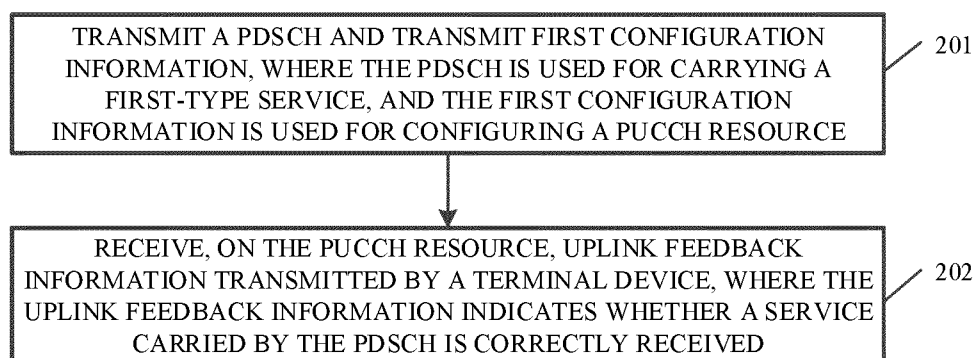 TRANSMIT A PDSCH AND TRANSMIT FIRST CONFIGURATION
INFORMATION, WHERE THE PDSCH IS USED FOR CARRYING A
FIRST-TYPE SERVICE, AND THE FIRST CONFIGURATION
INFORMATION IS USED FOR CONFIGURING A PUCCH RESOURCE
201
RECEIVE, ON THE PUCCH RESOURCE, UPLINK FEEDBACK
INFORMATION TRANSMITTED BY A TERMINAL DEVICE, WHERE THE
UPLINK FEEDBACK INFORMATION INDICATES WHETHER A SERVICE
CARRIED BY THE PDSCH IS CORRECTLY RECEIVED
202